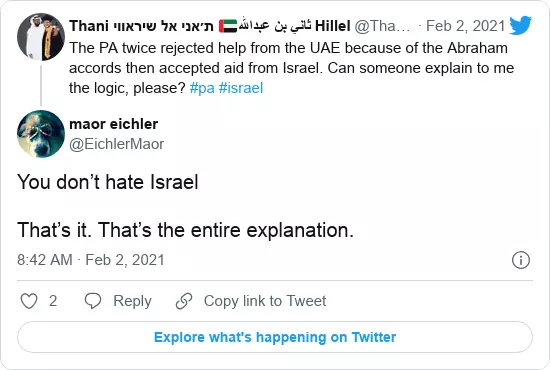 Thani ת׳אני אל שיראווי 🇦🇪ثاني بن عبدالله Hillel @Tha… · Feb 2, 2021
The PA twice rejected help from the UAE because of the Abraham
accords then accepted aid from Israel. Can someone explain to me
the logic, please? #pa #israel
maor eichler
@EichlerMaor
You don’t hate Israel
That’s it. That’s the entire explanation.
8:42 AM · Feb 2, 2021
2 Reply Copy link to Tweet
Explore what's happening on Twitter